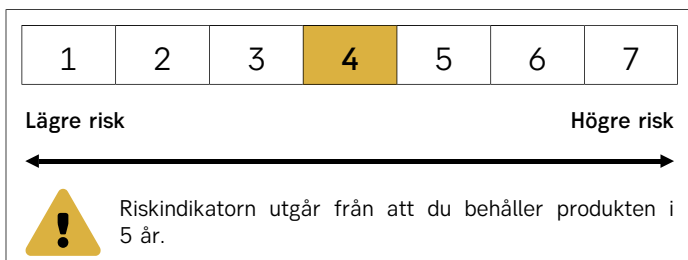 1 2 3 4 5 6 7
Lägre risk Högre risk
Riskindikatorn utgår från att du behåller produkten i
5 år.